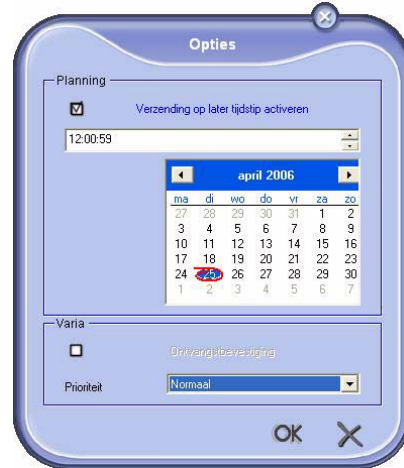 Opties
Planning
Verzending op later tijdstip activeren
12:00:59
april 2006
ma di wo do vr za zo
27 28 29 30 31 1 2
3 4 5 6 7 8 9
10 11 12 13 14 15 16
17 18 19 20 21 22 23
24 25 26 27 28 29 30
1 2 3 4 5 6 7
Varia
Ontvangstbevestiging
Prioriteit Normaal
OK